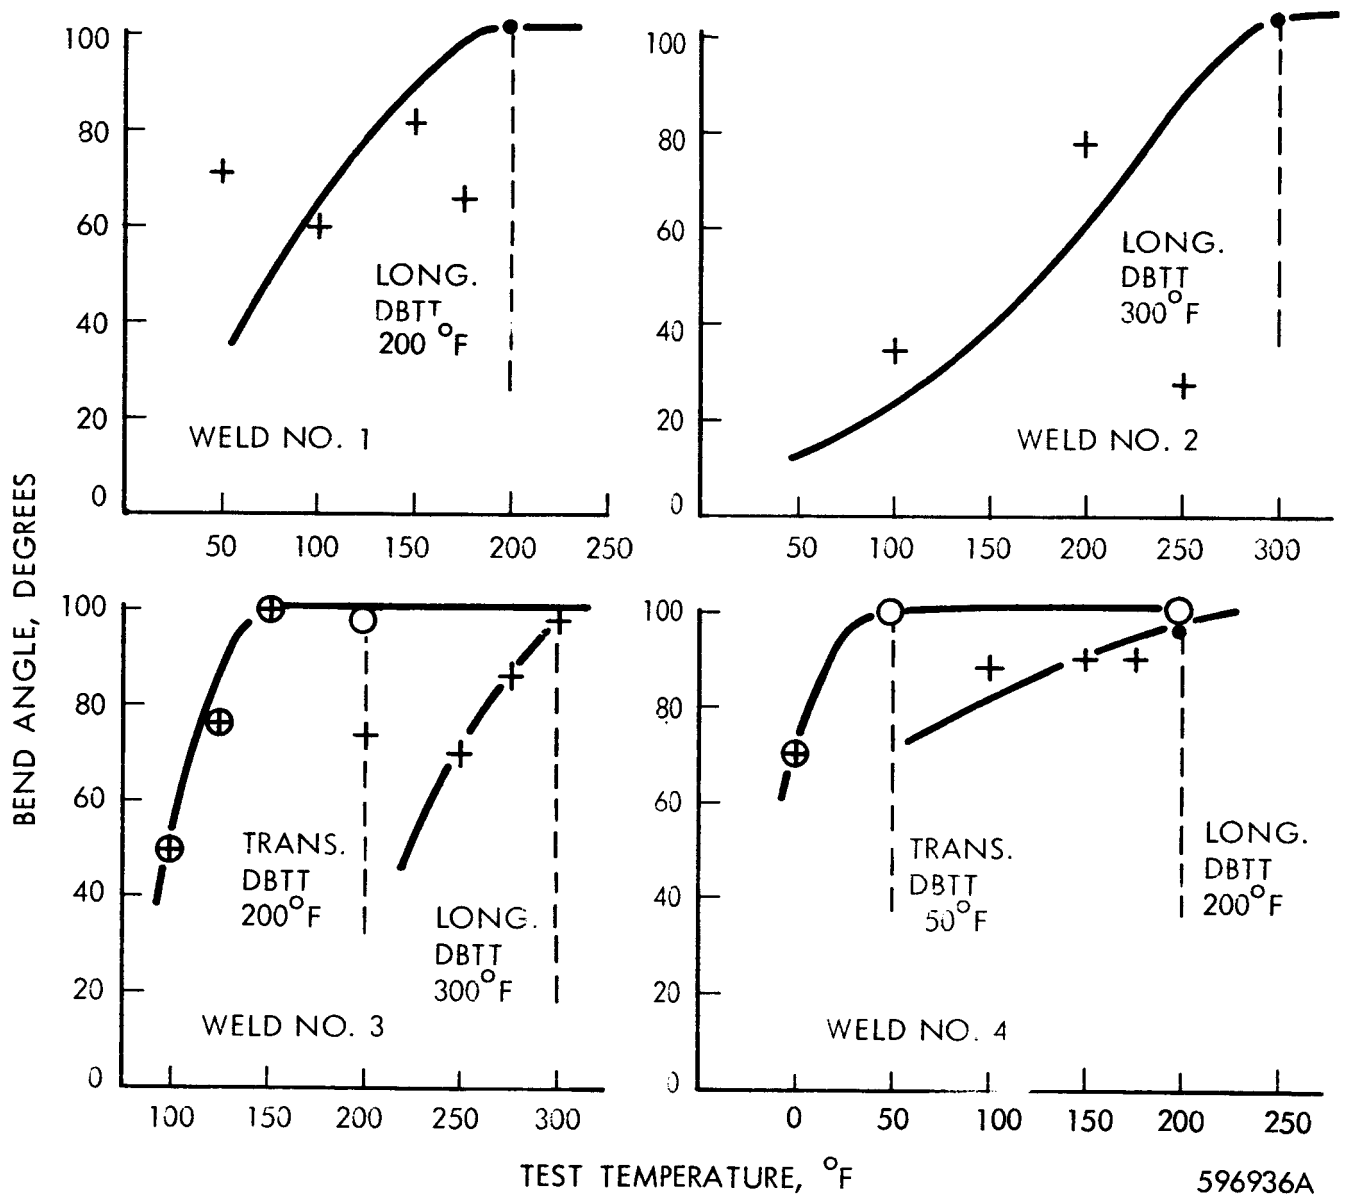 100
80
60
40
20
0
LONG.
DBTT
200 °F
WELD NO. 1
50 100 150 200 250
100
80
60
40
20
0
LONG.
DBTT
300°F
WELD NO. 2
50 100 150 200 250 300
BEND ANGLE, DEGREES
100
80
60
40
20
0
TRANS.
DBTT
200°F
LONG.
DBTT
300°F
WELD NO. 3
100 150 200 250 300
100
80
60
40
20
0
TRANS.
DBTT
50°F
LONG.
DBTT
200°F
WELD NO. 4
0 50 100 150 200 250
TEST TEMPERATURE, °F
596936A